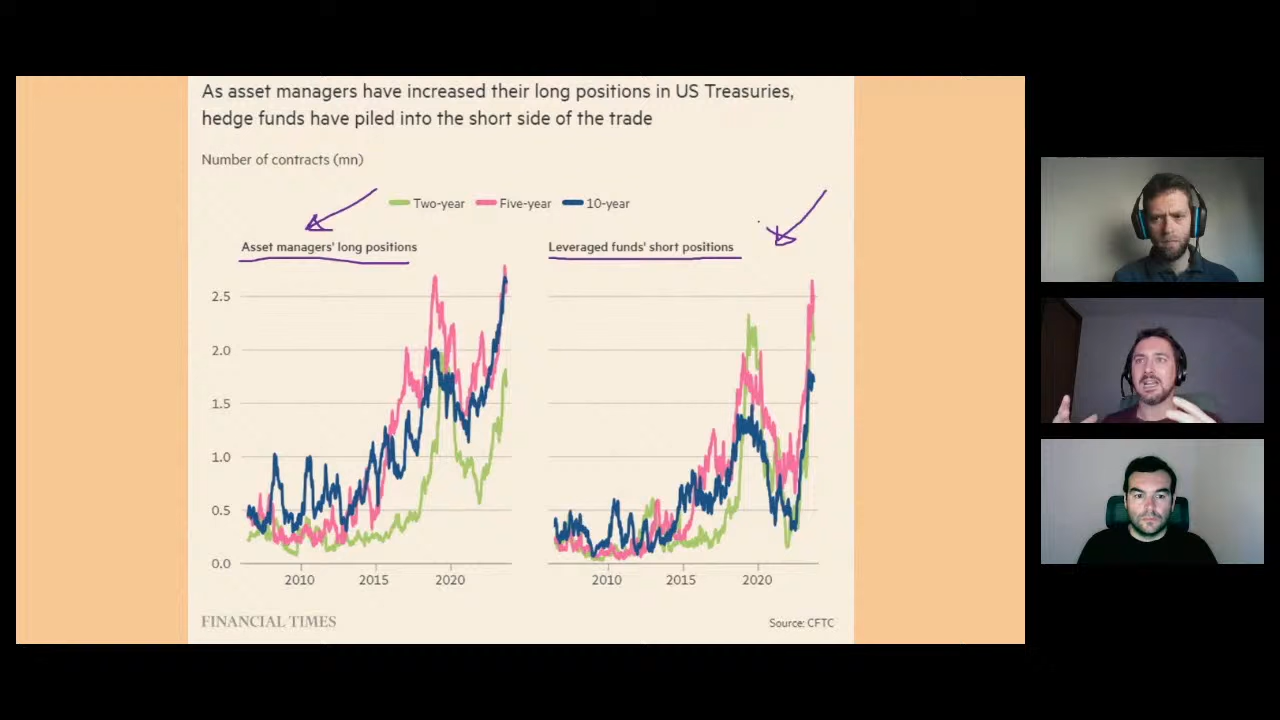 As asset managers have increased their long positions in US Treasuries,
hedge funds have piled into the short side of the trade
Number of contracts (mn)
Two-year Five-year 10-year
Asset managers' long positions
Leveraged funds' short positions
2.5
2.0
1.5
1.0
0.5
0.0
2010 2015 2020
2010 2015 2020
FINANCIAL TIMES
Source: CFTC